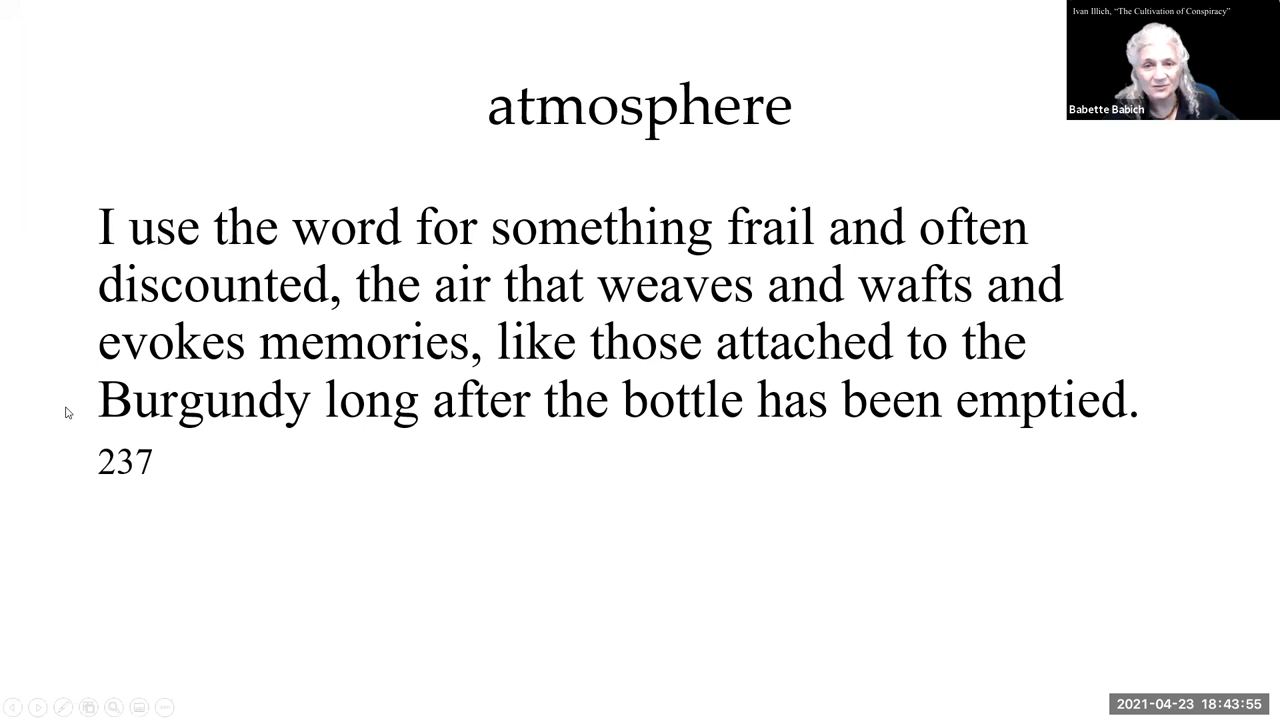 Ivan Illich, “The Cultivation of Conspiracy”
Babette Babich
atmosphere
I use the word for something frail and often
discounted, the air that weaves and wafts and
evokes memories, like those attached to the
Burgundy long after the bottle has been emptied.
237
2021-04-23 18:43:55